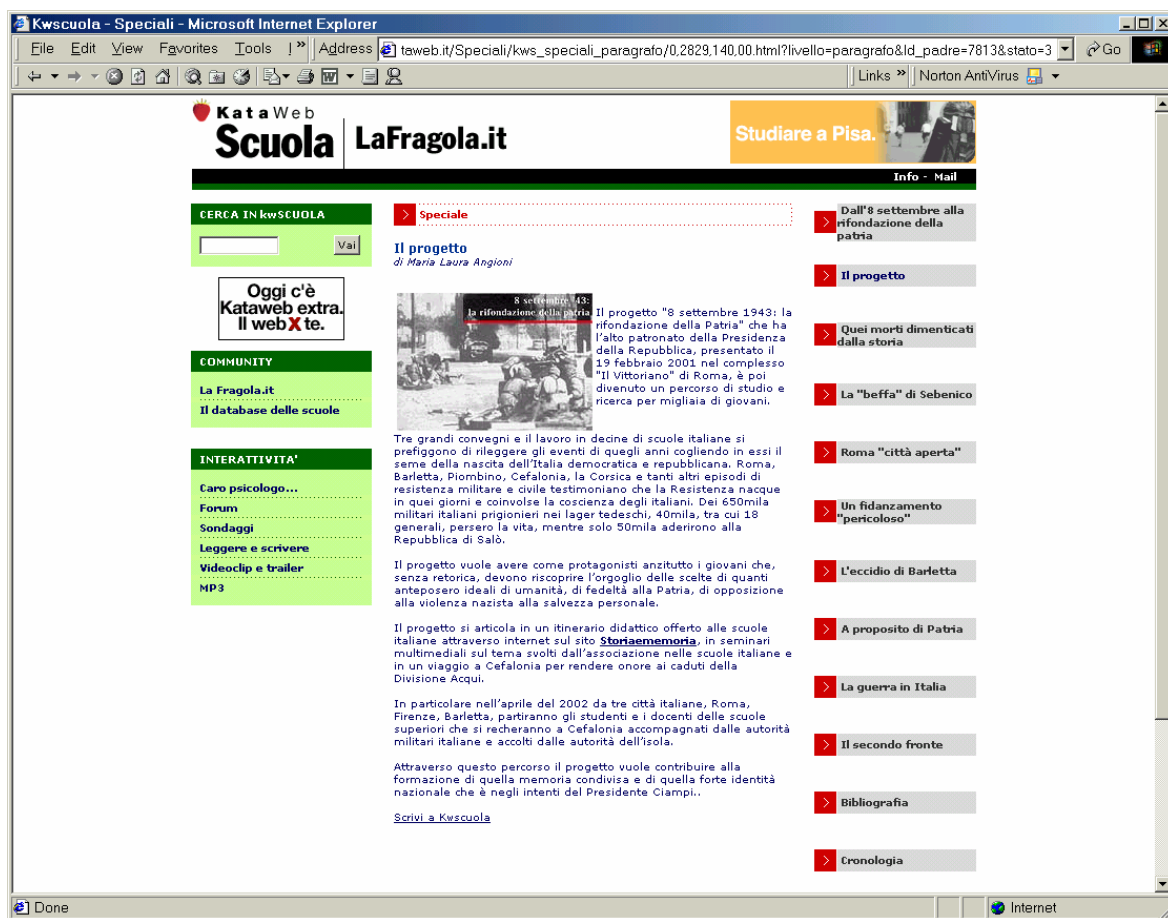 Kwscuola - Speciali - Microsoft Internet Explorer
File Edit View Favorites Tools Address taweb.it/Speciali/kws_speciali_paragrafo/0,2829,140,00.html?livello=paragrafo&Id_padre=7813&stato=3 Go
Links » Norton AntiVirus
KataWeb
Scuola LaFragola.it
Studiare a Pisa.
Info - Mail
CERCA IN kwSCUOLA
Vai
Oggi c'è
Kataweb extra.
Il webXte.
COMMUNITY
La Fragola.it
Il database delle scuole
INTERATTIVITA'
Caro psicologo...
Forum
Sondaggi
Leggere e scrivere
Videoclip e trailer
MP3
Speciale
Il progetto
di Maria Laura Angioni
8 settembre '43:
la rifondazione della patria
Il progetto "8 settembre 1943: la
rifondazione della Patria" che ha
l'alto patronato della Presidenza
della Repubblica, presentato il
19 febbraio 2001 nel complesso
"Il Vittoriano" di Roma, è poi
divenuto un percorso di studio e
ricerca per migliaia di giovani.
Tre grandi convegni e il lavoro in decine di scuole italiane si
prefiggono di rileggere gli eventi di quegli anni cogliendo in essi il
seme della nascita dell'Italia democratica e repubblicana. Roma,
Barletta, Piombino, Cefalonia, la Corsica e tanti altri episodi di
resistenza militare e civile testimoniano che la Resistenza nacque
in quei giorni e coinvolse la coscienza degli italiani. Dei 650mila
militari italiani prigionieri nei lager tedeschi, 40mila, tra cui 18
generali, persero la vita, mentre solo 50mila aderirono alla
Repubblica di Salò.
Il progetto vuole avere come protagonisti anzitutto i giovani che,
senza retorica, devono riscoprire l'orgoglio delle scelte di quanti
anteposero ideali di umanità, di fedeltà alla Patria, di opposizione
alla violenza nazista alla salvezza personale.
Il progetto si articola in un itinerario didattico offerto alle scuole
italiane attraverso internet sul sito Storiaememoria, in seminari
multimediali sul tema svolti dall'associazione nelle scuole italiane e
in un viaggio a Cefalonia per rendere onore ai caduti della
Divisione Acqui.
In particolare nell'aprile del 2002 da tre città italiane, Roma,
Firenze, Barletta, partiranno gli studenti e i docenti delle scuole
superiori che si recheranno a Cefalonia accompagnati dalle autorità
militari italiane e accolti dalle autorità dell'isola.
Attraverso questo percorso il progetto vuole contribuire alla
formazione di quella memoria condivisa e di quella forte identità
nazionale che è negli intenti del Presidente Ciampi..
Scrivi a Kwscuola
Dall'8 settembre alla
rifondazione della
patria
Il progetto
Quei morti dimenticati
dalla storia
La "beffa" di Sebenico
Roma "città aperta"
Un fidanzamento
"pericoloso"
L'eccidio di Barletta
A proposito di Patria
La guerra in Italia
Il secondo fronte
Bibliografia
Cronologia
Done
Internet